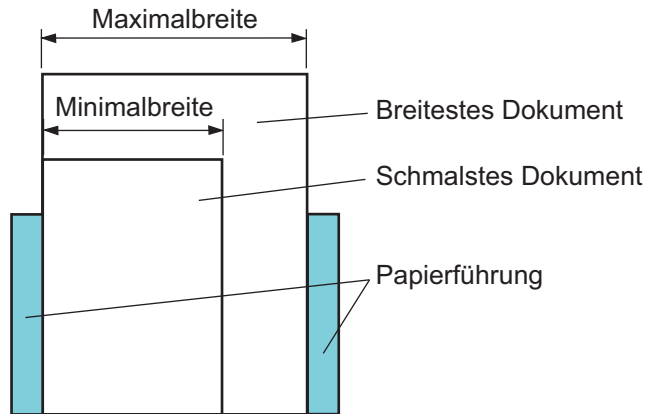 Maximalbreite
Minimalbreite
Breitestes Dokument
Schmalstes Dokument
Papierführung